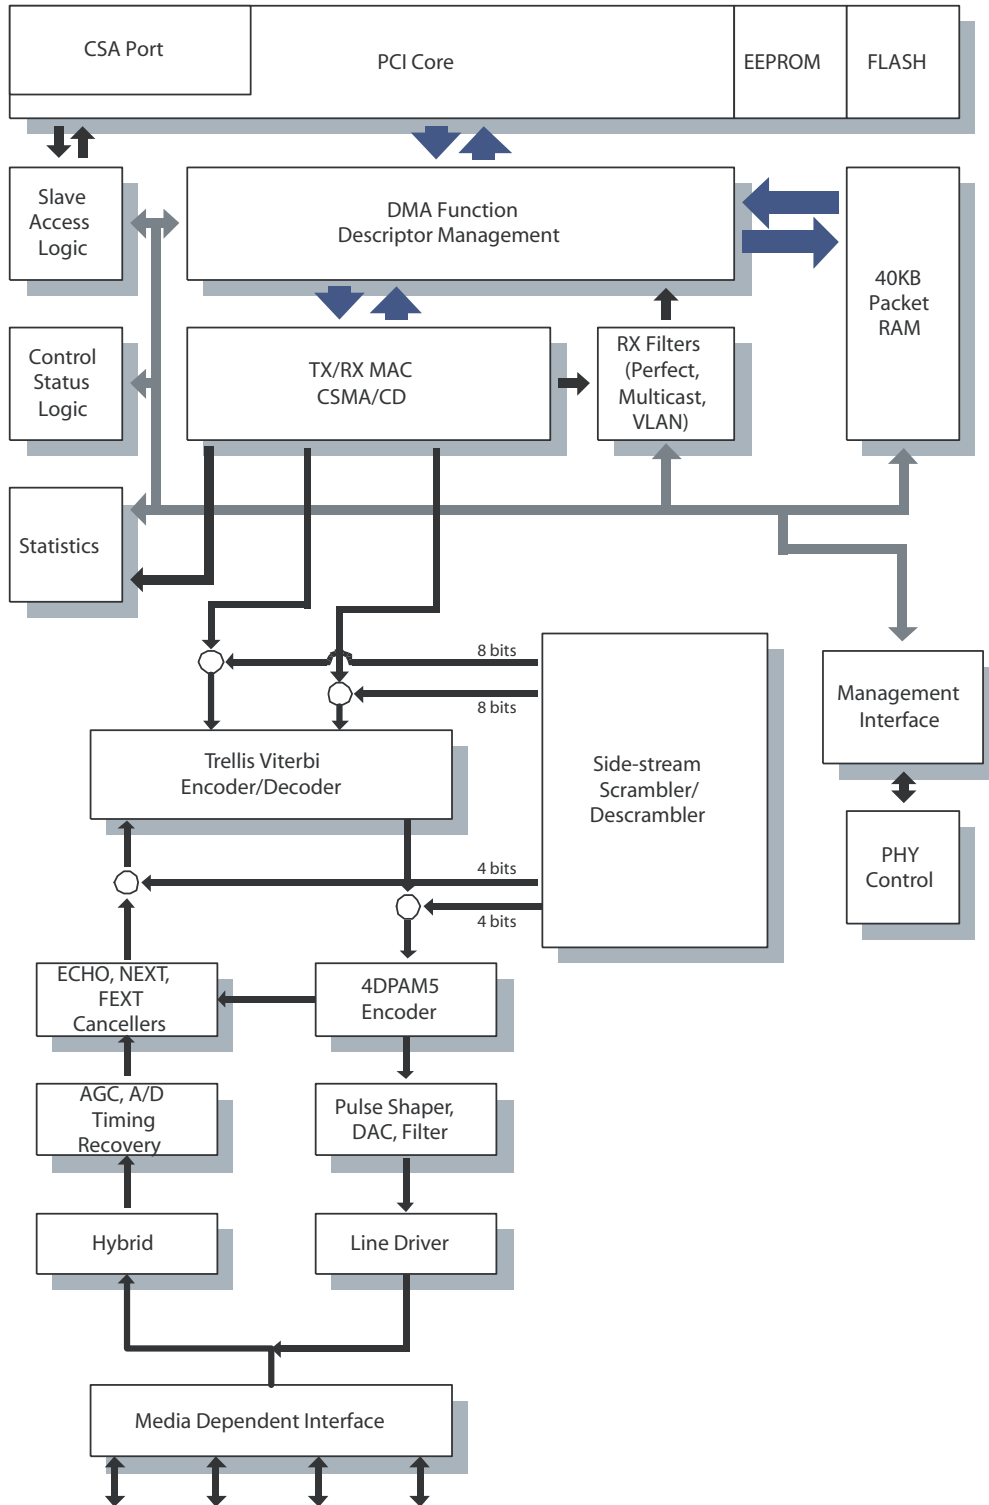 CSA Port
PCI Core
EEPROM
FLASH
Slave
Access
Logic
DMA Function
Descriptor Management
40KB
Packet
RAM
Control
Status
Logic
TX/RX MAC
CSMA/CD
RX Filters
(Perfect,
Multicast,
VLAN)
Statistics
8 bits
8 bits
Management
Interface
Trellis Viterbi
Encoder/Decoder
Side-stream
Scrambler/
Descrambler
PHY
Control
4 bits
4 bits
ECHO, NEXT,
FEXT
Cancellers
4DPAM5
Encoder
AGC, A/D
Timing
Recovery
Pulse Shaper,
DAC, Filter
Hybrid
Line Driver
Media Dependent Interface